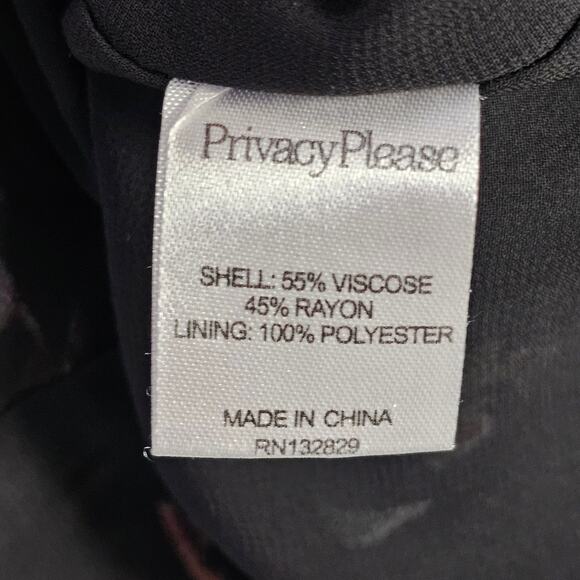 PrivacyPlease
SHELL: 55% VISCOSE
45% RAYON
LINING: 100% POLYESTER
MADE IN CHINA
RN132829